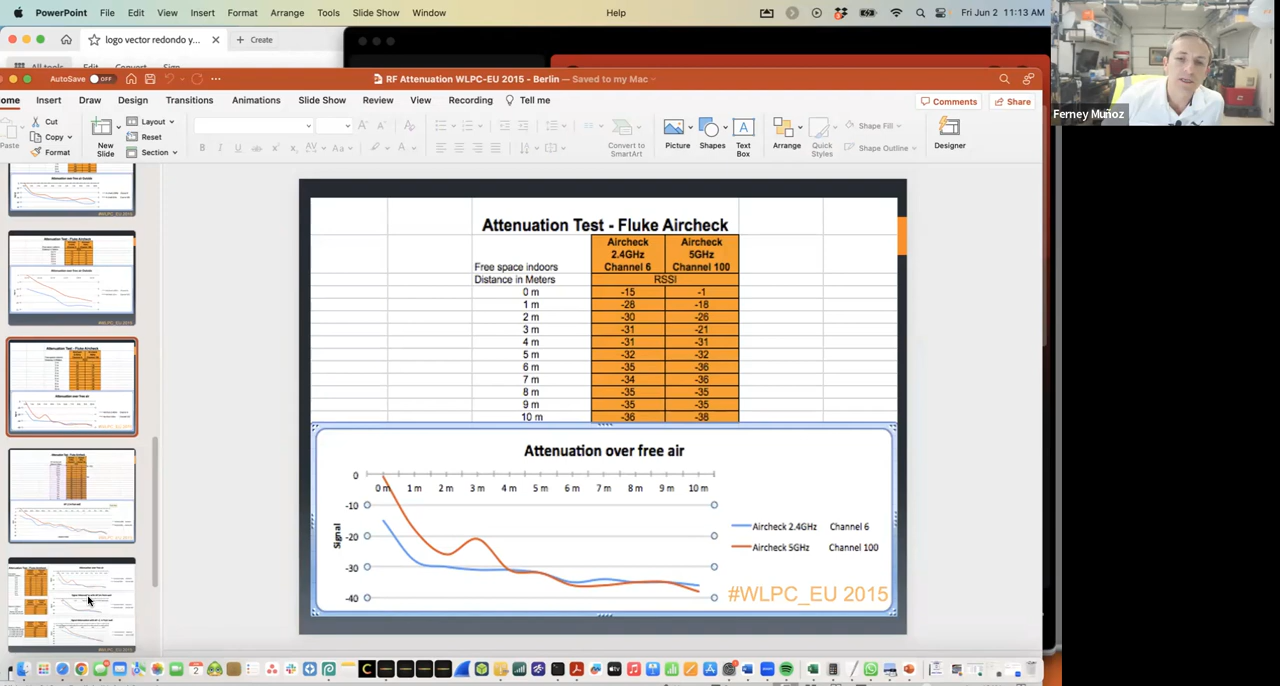 PowerPoint File Edit View Insert Format Arrange Tools Slide Show Window Help Fri Jun 2 11:13 AM
logo vector redondo y... Create
AutoSave OFF RF Attenuation WLPC-EU 2015 - Berlin — Saved to my Mac
ome Insert Draw Design Transitions Animations Slide Show Review View Recording Tell me Comments Share
Paste Cut Copy Format New Slide Layout Reset Section Convert to SmartArt Picture Shapes Text Box Arrange Quick Styles Shape Fill Shape Outline Designer
Ferney Muñoz
Attenuation Test - Fluke Aircheck
Aircheck 2.4GHz Channel 6 Aircheck 5GHz Channel 100
Free space indoors
Distance in Meters RSSI
0 m -15 -1
1 m -28 -18
2 m -30 -26
3 m -31 -21
4 m -31 -31
5 m -32 -32
6 m -35 -36
7 m -34 -36
8 m -35 -35
9 m -35 -35
10 m -36 -38
Attenuation over free air
0
0 m 1 m 2 m 3 m 4 m 5 m 6 m 7 m 8 m 9 m 10 m
-10
-20
-30
-40
Signal
Aircheck 2.4GHz Channel 6
Aircheck 5GHz Channel 100
#WLPC_EU 2015